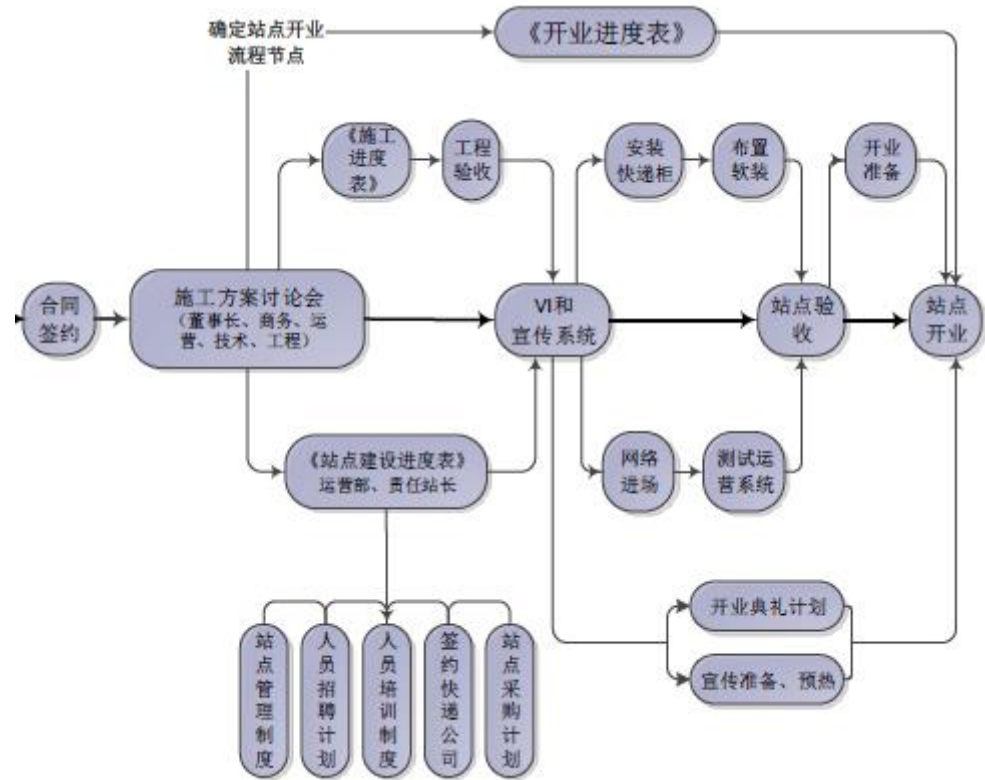 确定站点开业
流程节点
《开业进度表》
《施工
进度
表》
工程
验收
安装
快递柜
布置
软装
开业
准备
合同
签约
施工方案讨论会
（董事长、商务、运
营、技术、工程）
VI和
宣传系统
站点验
收
站点
开业
《站点建设进度表》
运营部、责任站长
网络
进场
测试运
营系统
开业典礼计划
宣传准备、预热
站点管理制度
人员招聘计划
人员培训制度
签约快递公司
站点采购计划